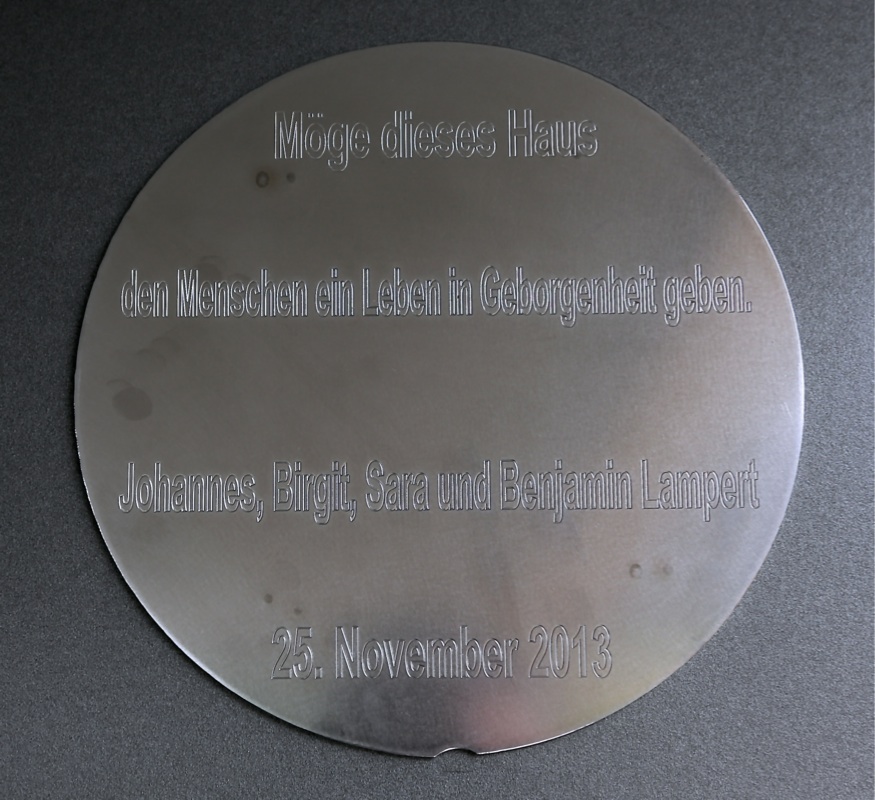 Möge dieses Haus
den Menschen ein Leben in Geborgenheit geben.
Johannes, Birgit, Sara und Benjamin Lampert
25. November 2013